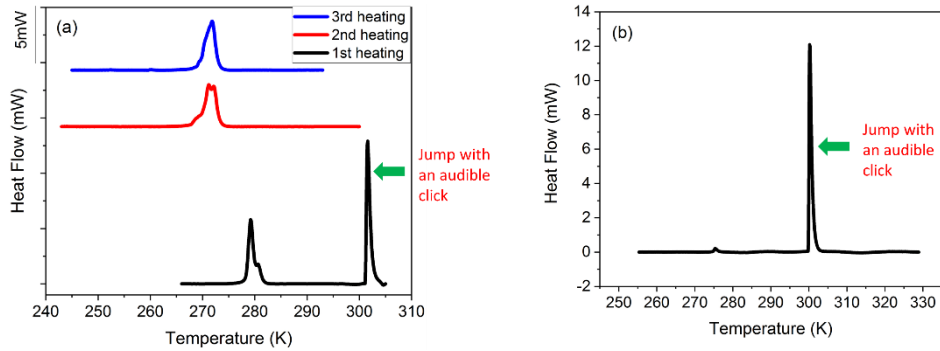 (a)
3rd heating
2nd heating
1st heating
5mW
Heat Flow (mW)
Jump with
an audible
click
240 250 260 270 280 290 300 310
Temperature (K)
(b)
14
12
10
8
6
4
2
0
-2
Heat Flow (mW)
Jump with
an audible
click
250 260 270 280 290 300 310 320 330
Temperature (K)